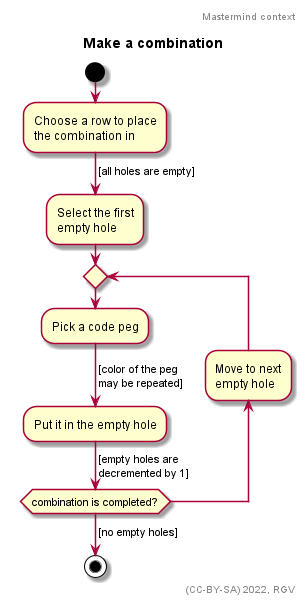 Mastermind context
Make a combination
Choose a row to place
the combination in
[all holes are empty]
Select the first
empty hole
Pick a code peg
[color of the peg
may be repeated]
Move to next
empty hole
Put it in the empty hole
[empty holes are
decremented by 1]
combination is completed?
[no empty holes]
(CC-BY-SA) 2022, RGV